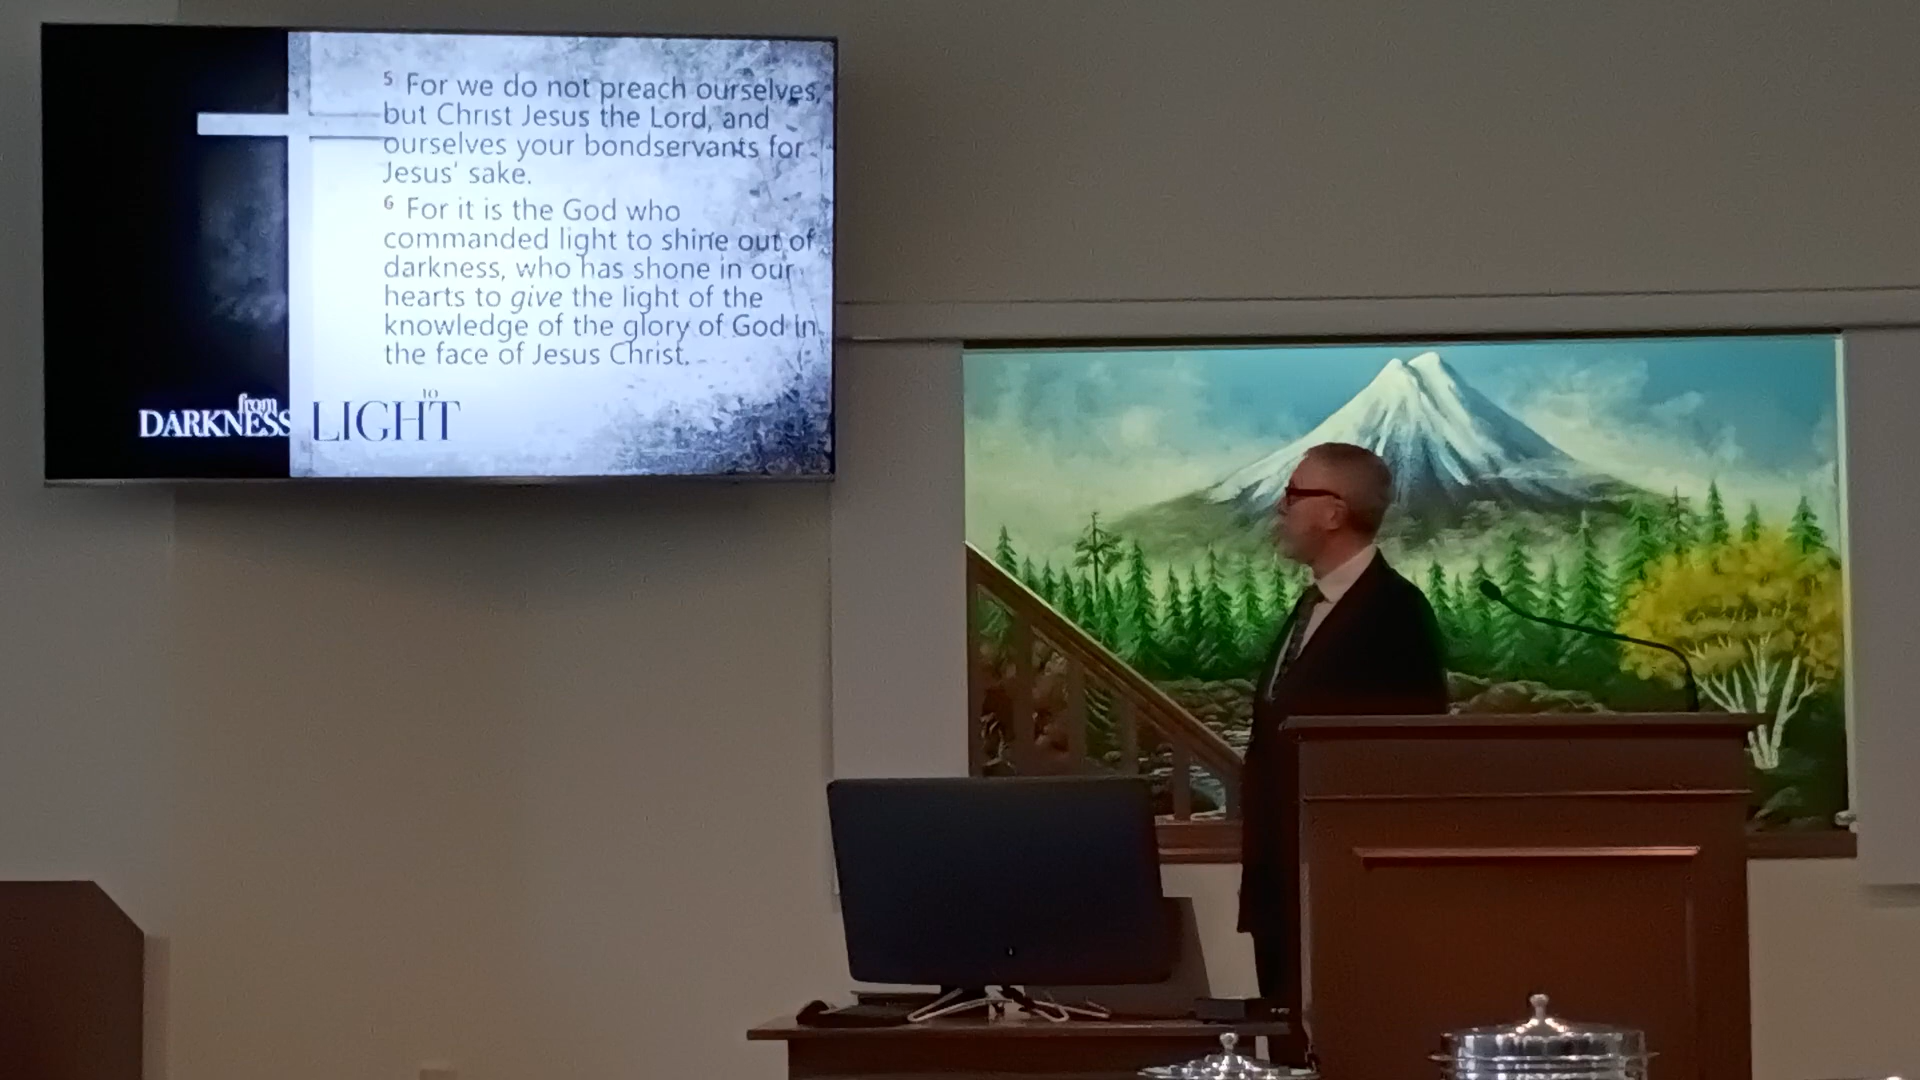 5 For we do not preach ourselves,
but Christ Jesus the Lord, and
ourselves your bondservants for
Jesus' sake.
6 For it is the God who
commanded light to shine out of
darkness, who has shone in our
hearts to give the light of the
knowledge of the glory of God in
the face of Jesus Christ.
from
DARKNESS
to
LIGHT